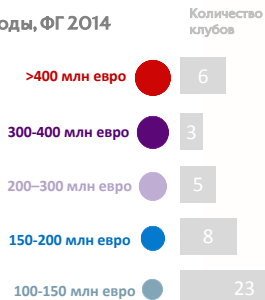 Количество
клубов
оды, ФГ 2014
>400 млн евро 6
300-400 млн евро 3
200–300 млн евро 5
150-200 млн евро 8
100-150 млн евро 23